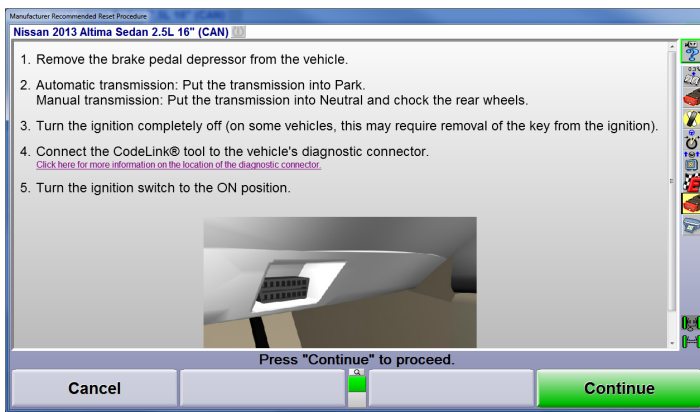 Manufacturer Recommended Reset Procedure
Nissan 2013 Altima Sedan 2.5L 16" (CAN)
1. Remove the brake pedal depressor from the vehicle.
2. Automatic transmission: Put the transmission into Park.
Manual transmission: Put the transmission into Neutral and chock the rear wheels.
3. Turn the ignition completely off (on some vehicles, this may require removal of the key from the ignition).
4. Connect the CodeLink® tool to the vehicle's diagnostic connector.
Click here for more information on the location of the diagnostic connector.
5. Turn the ignition switch to the ON position.
Press "Continue" to proceed.
Cancel
Continue